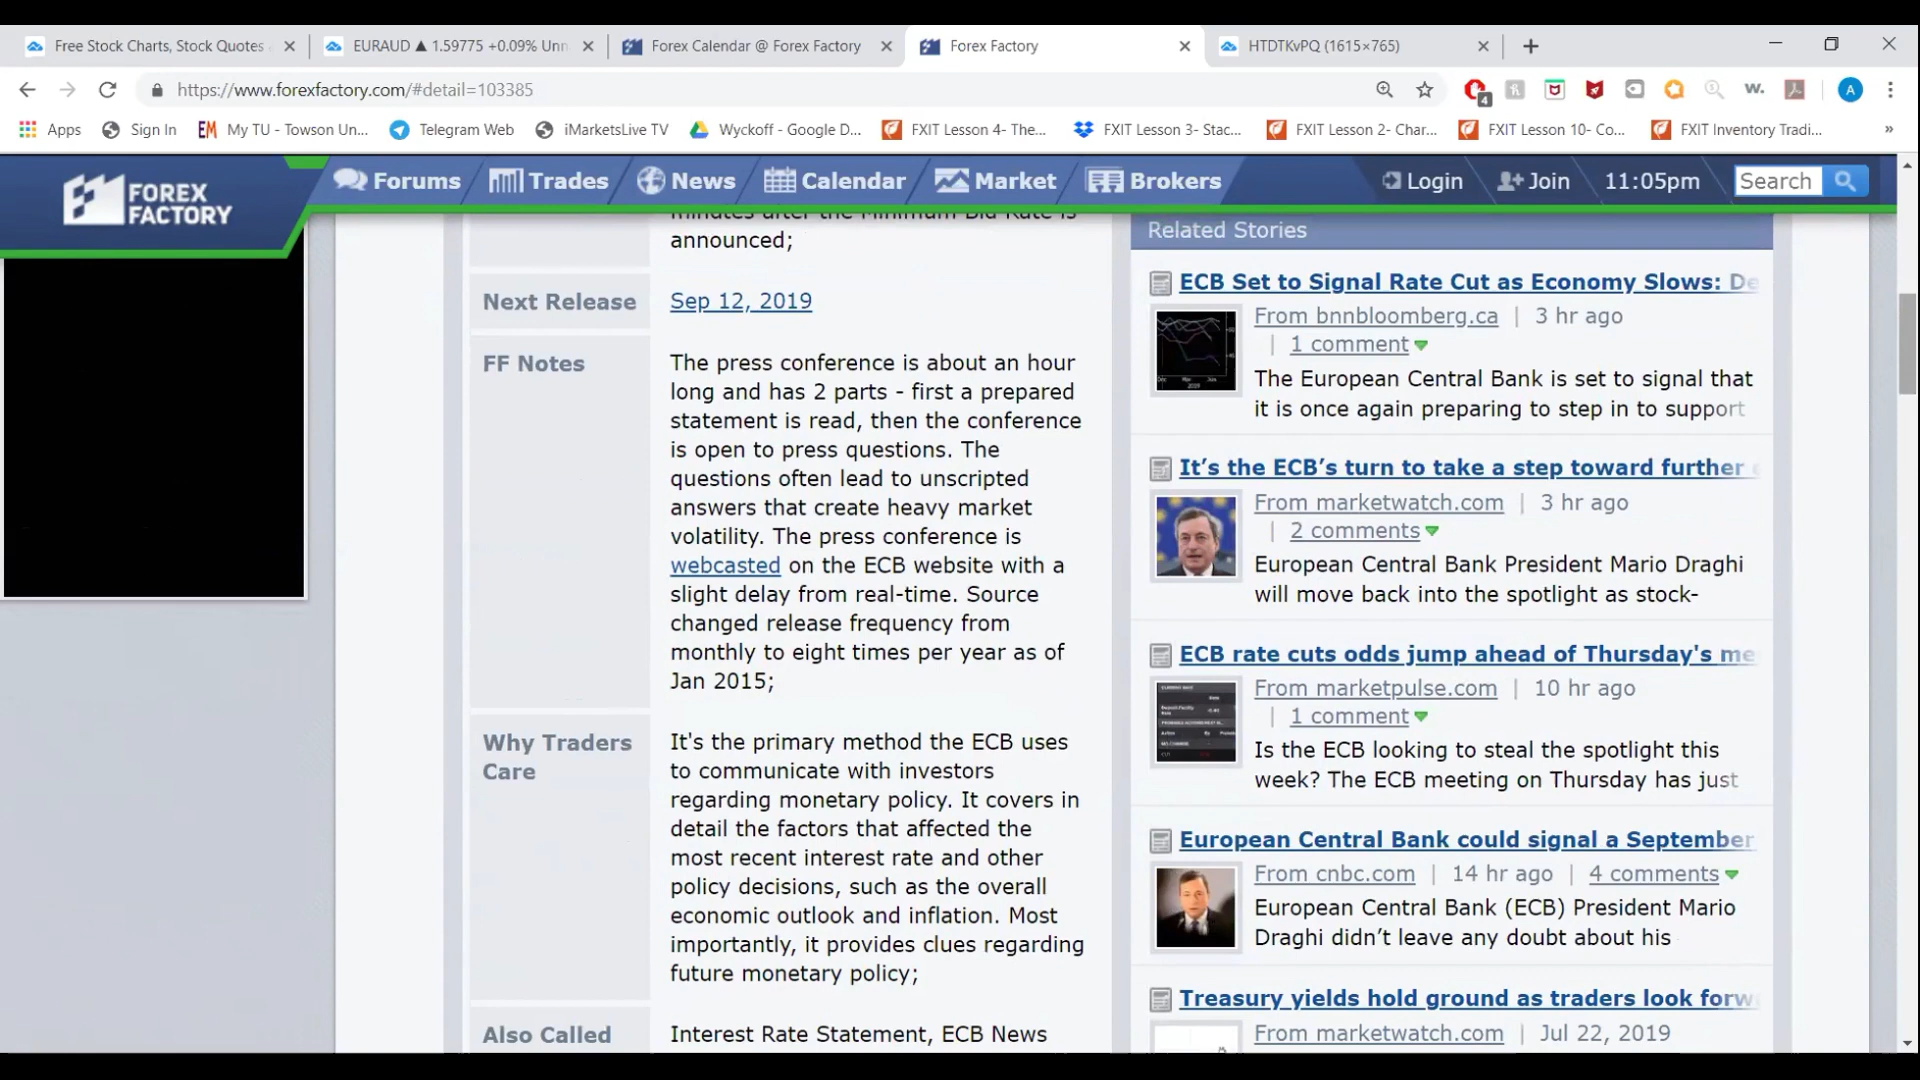 Free Stock Charts, Stock Quotes
EURAUD ▲ 1.59775 +0.09% Unn
Forex Calendar @ Forex Factory
Forex Factory
HTDTKvPQ (1615×765)
https://www.forexfactory.com/#detail=103385
4
w.
A
Apps
Sign In
My TU - Towson Un...
Telegram Web
iMarketsLive TV
Wyckoff - Google D...
FXIT Lesson 4- The...
FXIT Lesson 3- Stac...
FXIT Lesson 2- Char...
FXIT Lesson 10- Co...
FXIT Inventory Tradi...
»
FOREX
FACTORY
Forums
Trades
News
Calendar
Market
Brokers
Login
Join
11:05pm
Search
minutes after the Minimum Bid Rate is
announced;
Next Release
Sep 12, 2019
FF Notes
The press conference is about an hour
long and has 2 parts - first a prepared
statement is read, then the conference
is open to press questions. The
questions often lead to unscripted
answers that create heavy market
volatility. The press conference is
webcasted on the ECB website with a
slight delay from real-time. Source
changed release frequency from
monthly to eight times per year as of
Jan 2015;
Why Traders
Care
It's the primary method the ECB uses
to communicate with investors
regarding monetary policy. It covers in
detail the factors that affected the
most recent interest rate and other
policy decisions, such as the overall
economic outlook and inflation. Most
importantly, it provides clues regarding
future monetary policy;
Also Called
Interest Rate Statement, ECB News
Related Stories
ECB Set to Signal Rate Cut as Economy Slows: De
From bnnbloomberg.ca | 3 hr ago
| 1 comment
The European Central Bank is set to signal that
it is once again preparing to step in to support
It’s the ECB’s turn to take a step toward further
From marketwatch.com | 3 hr ago
| 2 comments
European Central Bank President Mario Draghi
will move back into the spotlight as stock-
ECB rate cuts odds jump ahead of Thursday's me
From marketpulse.com | 10 hr ago
| 1 comment
Is the ECB looking to steal the spotlight this
week? The ECB meeting on Thursday has just
European Central Bank could signal a September
From cnbc.com | 14 hr ago | 4 comments
European Central Bank (ECB) President Mario
Draghi didn’t leave any doubt about his
Treasury yields hold ground as traders look forw
From marketwatch.com | Jul 22, 2019